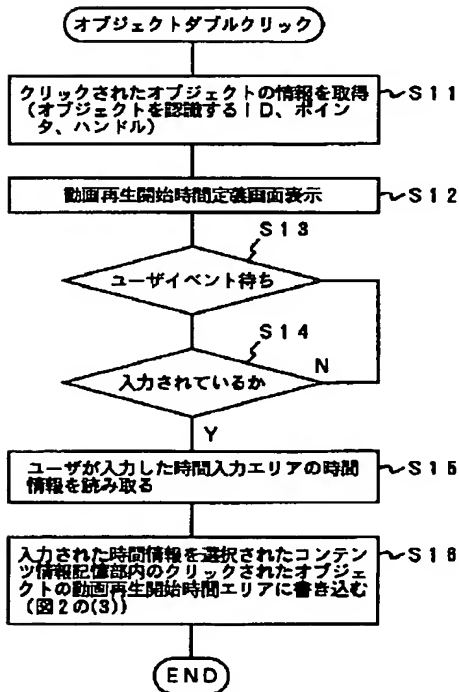 オブジェクトダブルクリック
クリックされたオブジェクトの情報を取得
(オブジェクトを認識するID、ポイン
タ、ハンドル)
S11
動画再生開始時間定義画面表示
S12
S13
ユーザイベント待ち
S14
入力されているか
N
Y
ユーザが入力した時間入力エリアの時間
情報を読み取る
S15
入力された時間情報を選択されたコンテン
ツ情報記憶部内のクリックされたオブジェ
クトの動画再生開始時間エリアに書き込む
(図2の(3))
S16
END